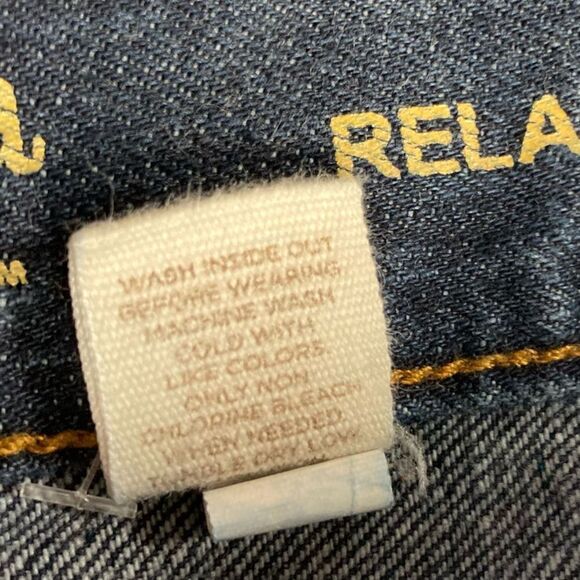 RELA
TM
WASH INSIDE OUT
BEFORE WEARING
MACHINE WASH
COLD WITH
LIKE COLORS.
ONLY NON
CHLORINE BLEACH
WHEN NEEDED.
TUMBLE DRY LOW.